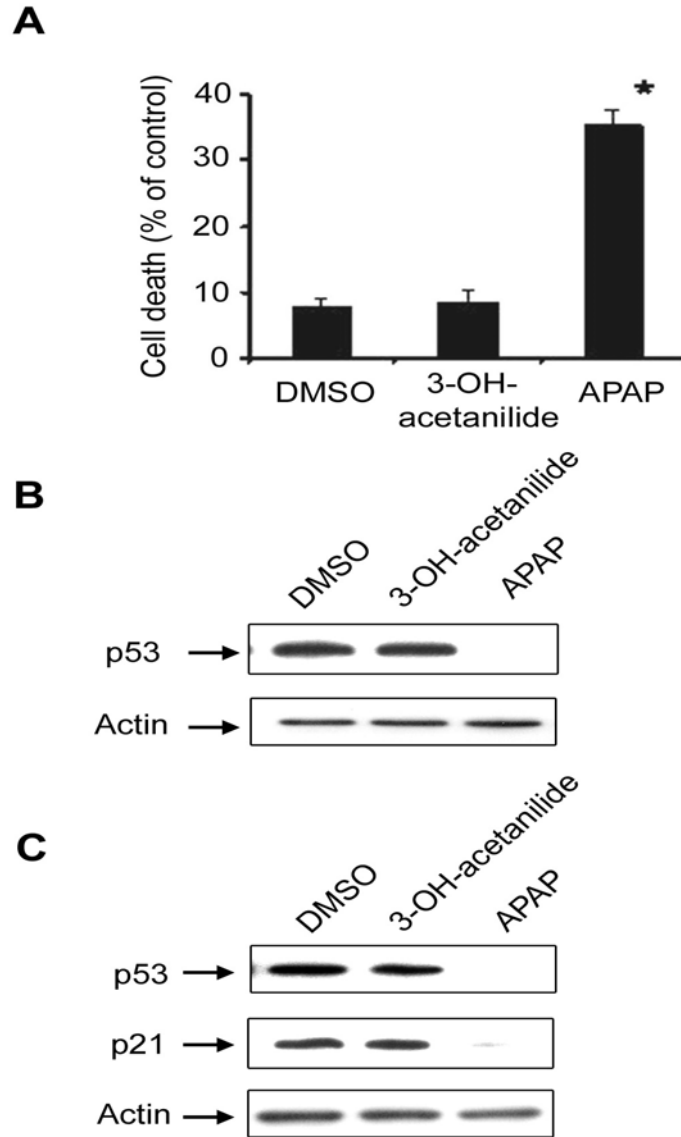 A
Cell death (% of control)
40
30
20
10
0
*
DMSO
3-OH-
acetanilide
APAP
B
DMSO
3-OH-acetanilide
APAP
p53
Actin
C
DMSO
3-OH-acetanilide
APAP
p53
p21
Actin